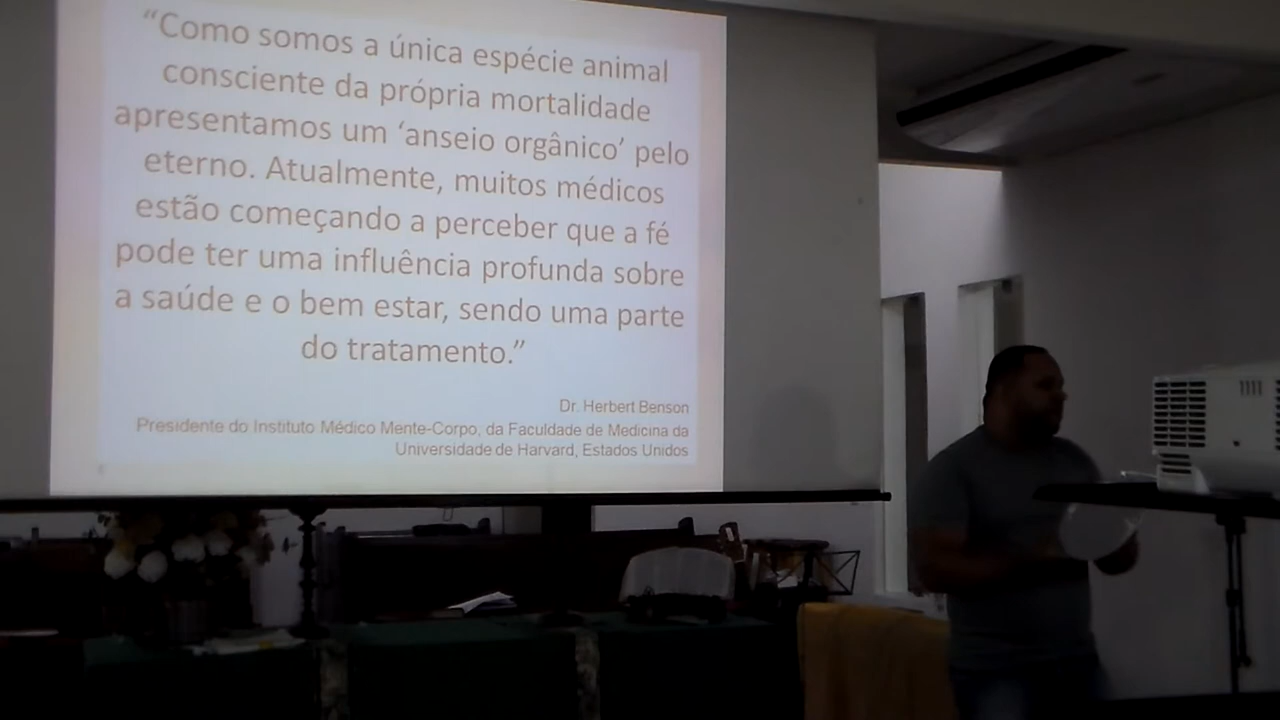 “Como somos a única espécie animal
consciente da própria mortalidade
apresentamos um ‘anseio orgânico’ pelo
eterno. Atualmente, muitos médicos
estão começando a perceber que a fé
pode ter uma influência profunda sobre
a saúde e o bem estar, sendo uma parte
do tratamento.”
Dr. Herbert Benson
Presidente do Instituto Médico Mente-Corpo, da Faculdade de Medicina da
Universidade de Harvard, Estados Unidos